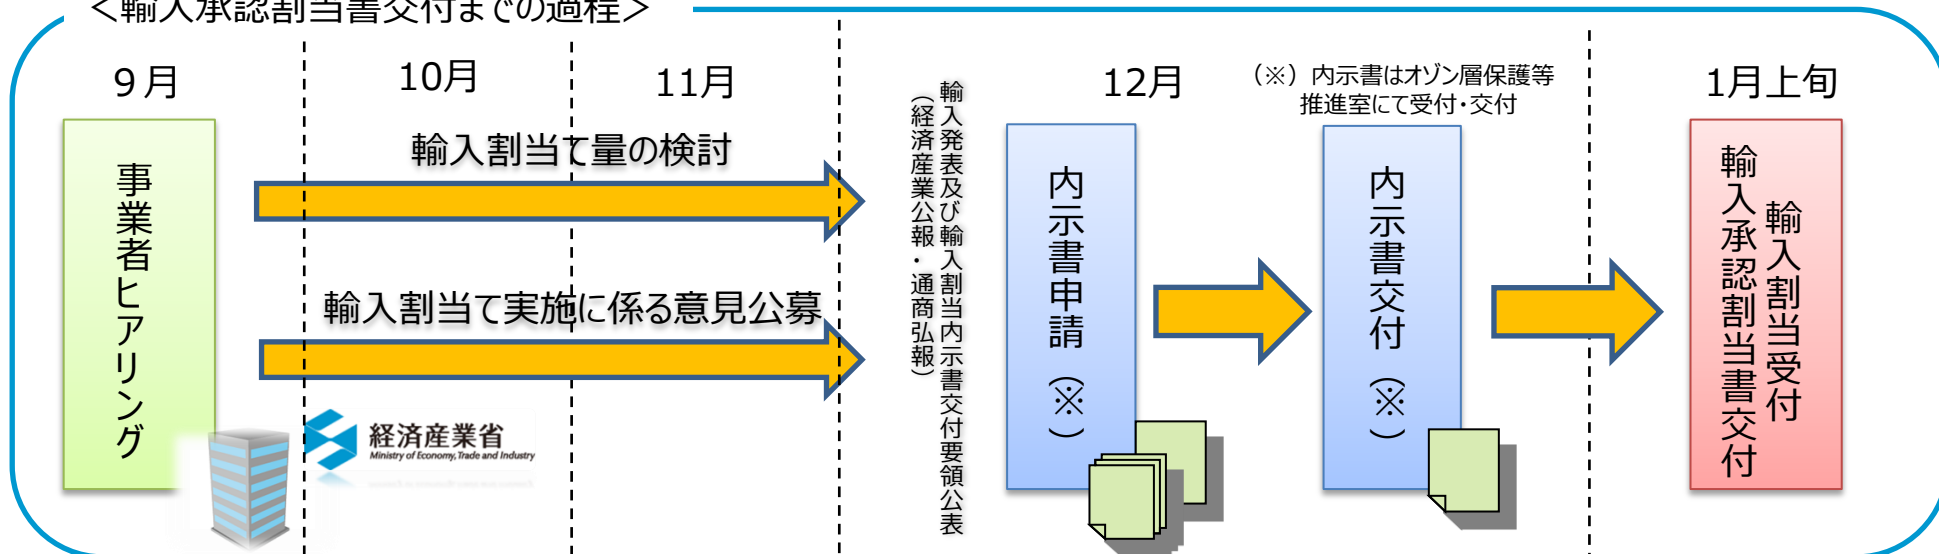 <輸入承認割当書交付までの過程>
9月
10月
11月
12月
(※)内示書はオゾン層保護等
推進室にて受付・交付
1月上旬
事業者ヒアリング
輸入割当て量の検討
輸入割当て実施に係る意見公募
経済産業省
Ministry of Economy, Trade and Industry
輸入発表及び輸入割当内示書交付要領公表
(経済産業公報・通商弘報)
内示書申請(※)
内示書交付(※)
輸入割当受付
輸入承認割当書交付